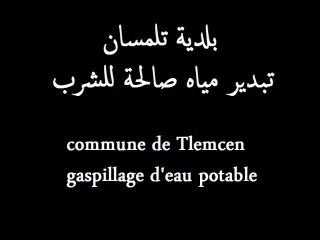 بلدية تلمسان
تبدير مياه صالحة للشرب
commune de Tlemcen
gaspillage d'eau potable